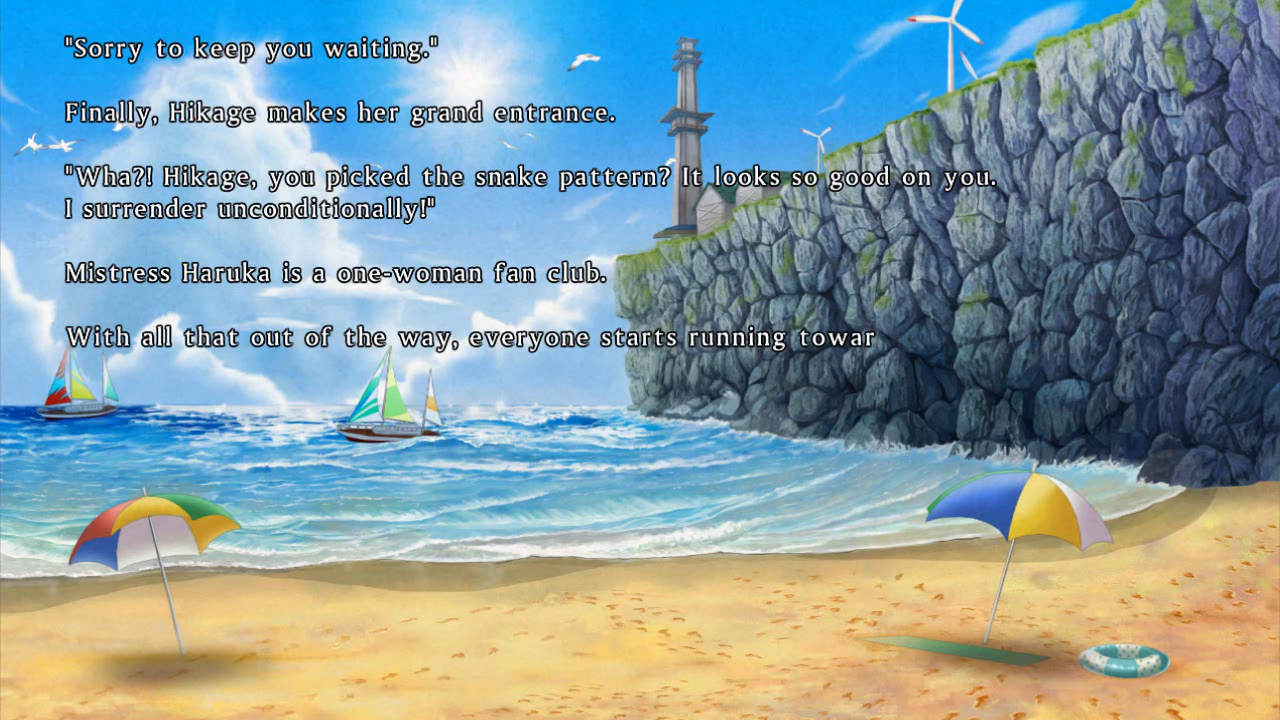 "Sorry to keep you waiting."
Finally, Hikage makes her grand entrance.
"Wha?! Hikage, you picked the snake pattern? It looks so good on you.
I surrender unconditionally!"
Mistress Haruka is a one-woman fan club.
With all that out of the way, everyone starts running towar